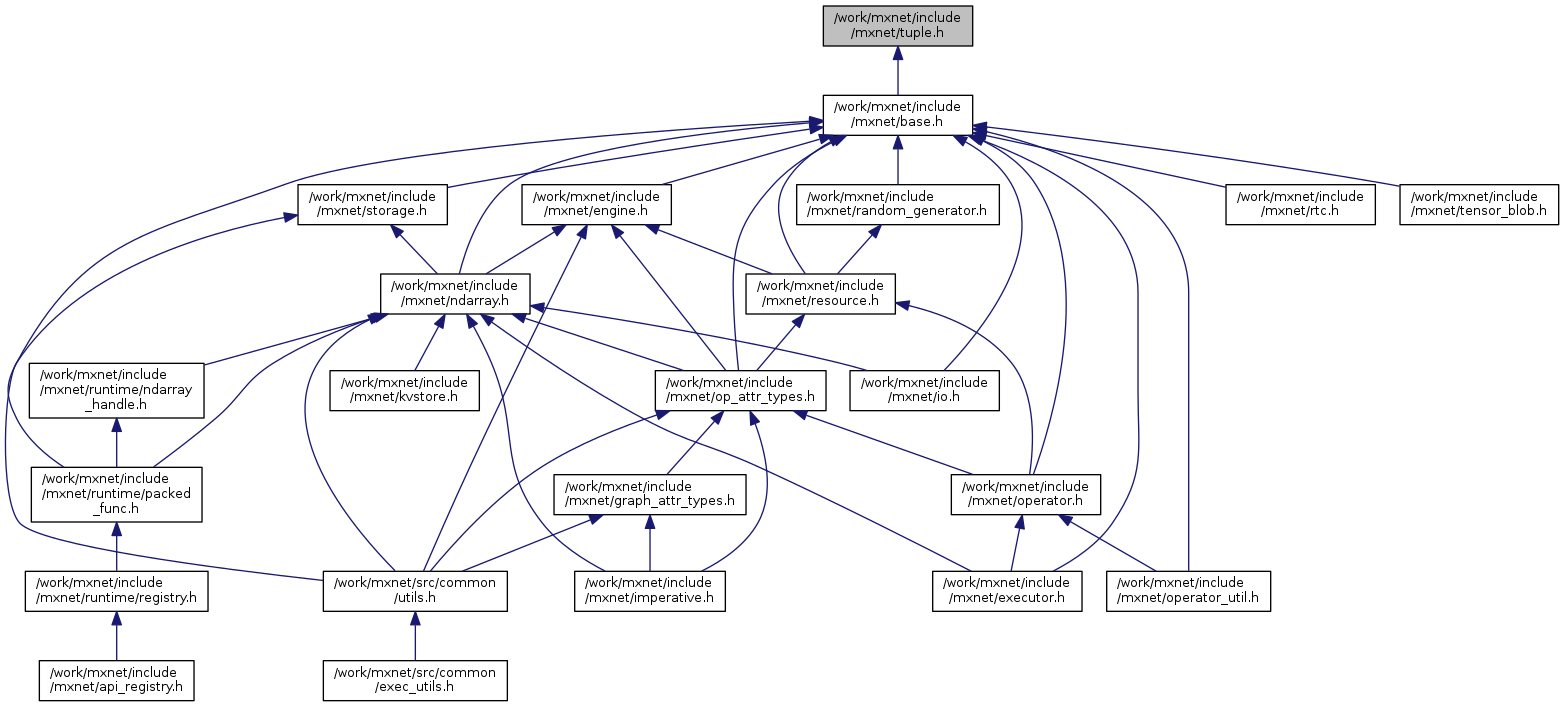 /work/mxnet/include
/mxnet/tuple.h
/work/mxnet/include
/mxnet/base.h
/work/mxnet/include
/mxnet/storage.h
/work/mxnet/include
/mxnet/engine.h
/work/mxnet/include
/mxnet/random_generator.h
/work/mxnet/include
/mxnet/rtc.h
/work/mxnet/include
/mxnet/tensor_blob.h
/work/mxnet/include
/mxnet/ndarray.h
/work/mxnet/include
/mxnet/resource.h
/work/mxnet/include
/mxnet/runtime/ndarray
_handle.h
/work/mxnet/include
/mxnet/kvstore.h
/work/mxnet/include
/mxnet/op_attr_types.h
/work/mxnet/include
/mxnet/io.h
/work/mxnet/include
/mxnet/runtime/packed
_func.h
/work/mxnet/include
/mxnet/graph_attr_types.h
/work/mxnet/include
/mxnet/operator.h
/work/mxnet/include
/mxnet/runtime/registry.h
/work/mxnet/src/common
/utils.h
/work/mxnet/include
/mxnet/imperative.h
/work/mxnet/include
/mxnet/executor.h
/work/mxnet/include
/mxnet/operator_util.h
/work/mxnet/include
/mxnet/api_registry.h
/work/mxnet/src/common
/exec_utils.h